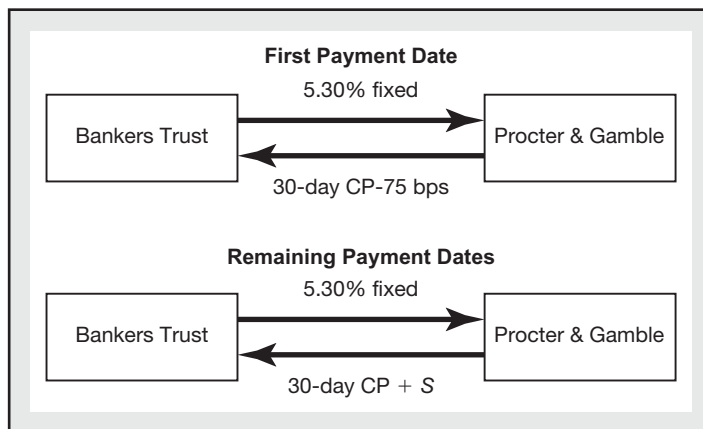 First Payment Date
5.30% fixed
Bankers Trust
Procter & Gamble
30-day CP-75 bps
Remaining Payment Dates
5.30% fixed
Bankers Trust
Procter & Gamble
30-day CP + S